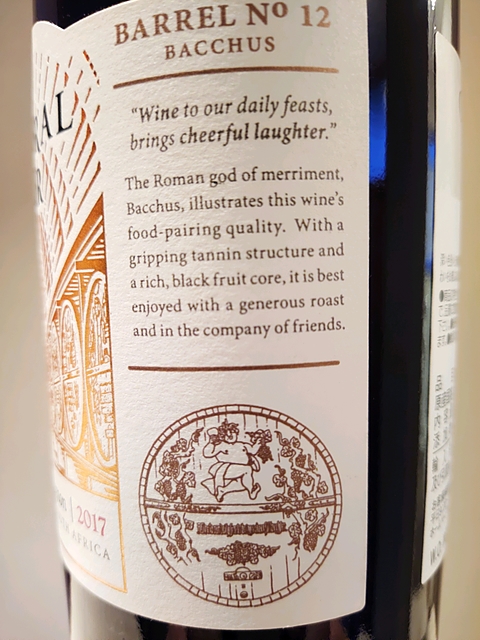 BARREL Nº 12
BACCHUS
“Wine to our daily feasts,
brings cheerful laughter.”
The Roman god of merriment,
Bacchus, illustrates this wine's
food-pairing quality. With a
gripping tannin structure and
a rich, black fruit core, it is best
enjoyed with a generous roast
and in the company of friends.
2017
AFRICA